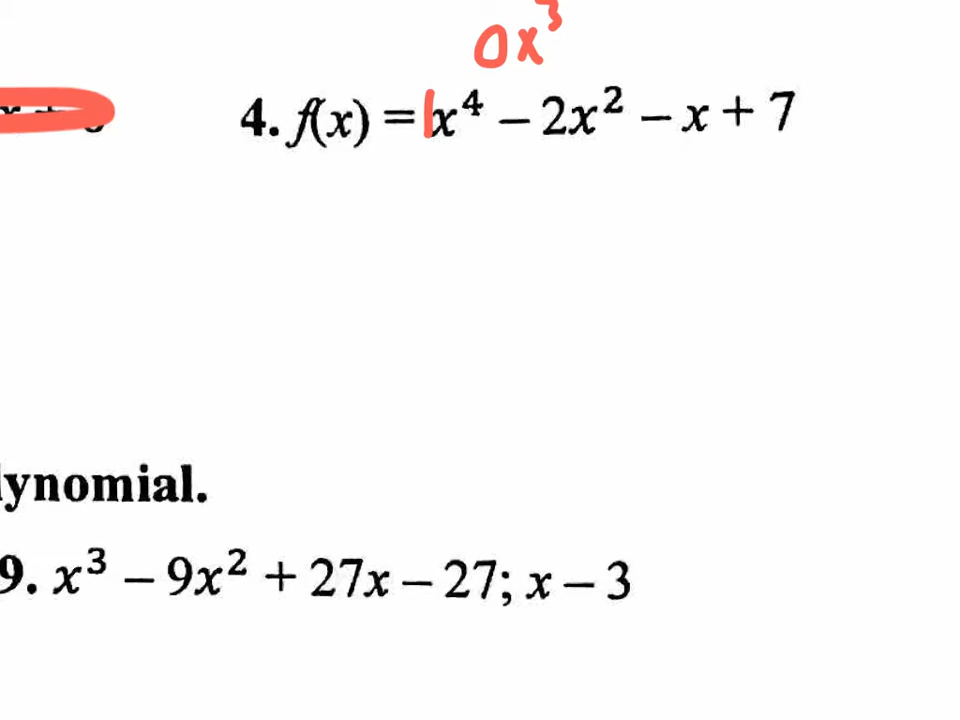 0x³
4. f(x) = 1x⁴ − 2x² − x + 7
lynomial.
9. x³ − 9x² + 27x − 27; x − 3